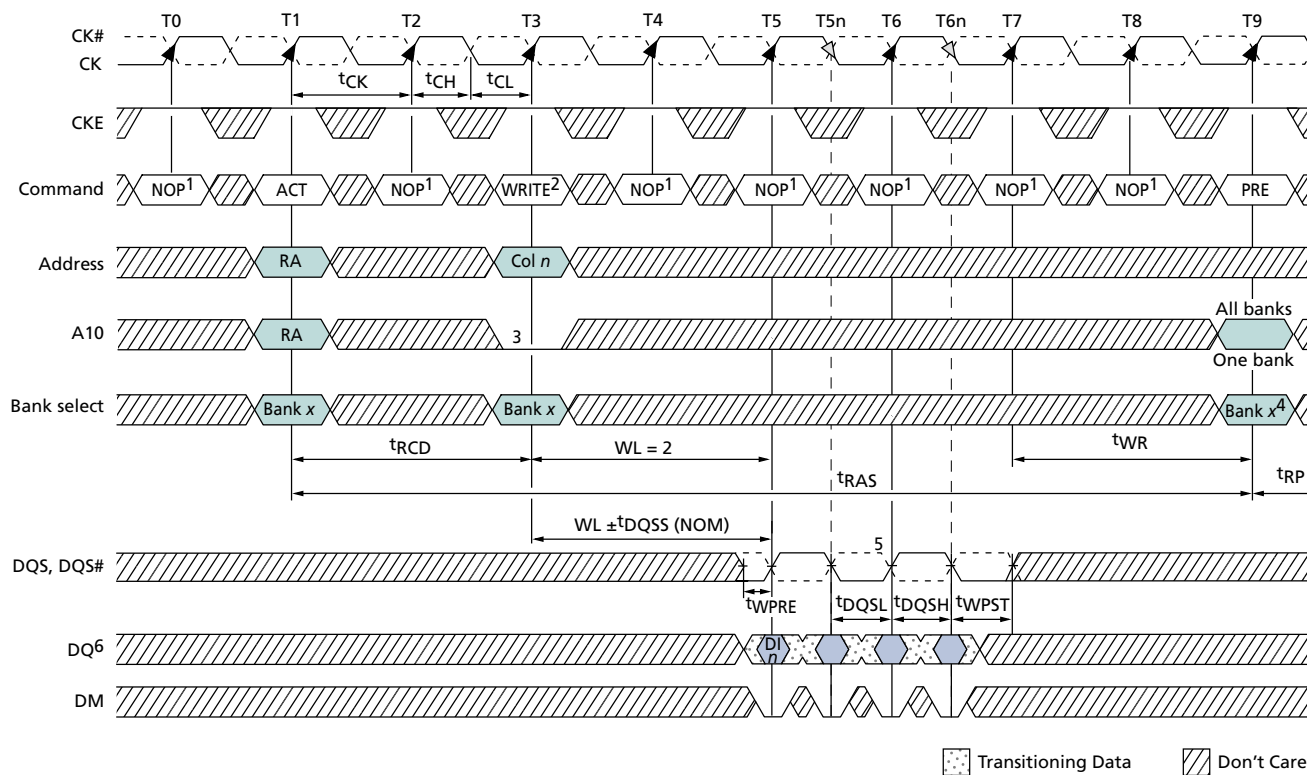 T0 T1 T2 T3 T4 T5 T5n T6 T6n T7 T8 T9
CK#
CK
tCK tCH tCL
CKE
Command NOP1 ACT NOP1 WRITE2 NOP1 NOP1 NOP1 NOP1 NOP1 PRE
Address RA Col n
All banks
A10 RA 3
One bank
Bank select Bank x Bank x Bank x4
tRCD WL = 2 tWR
tRAS tRP
WL ±tDQSS (NOM)
5
DQS, DQS#
tWPRE tDQSL tDQSH tWPST
DQ6 DI
n
DM
Transitioning Data Don't Care